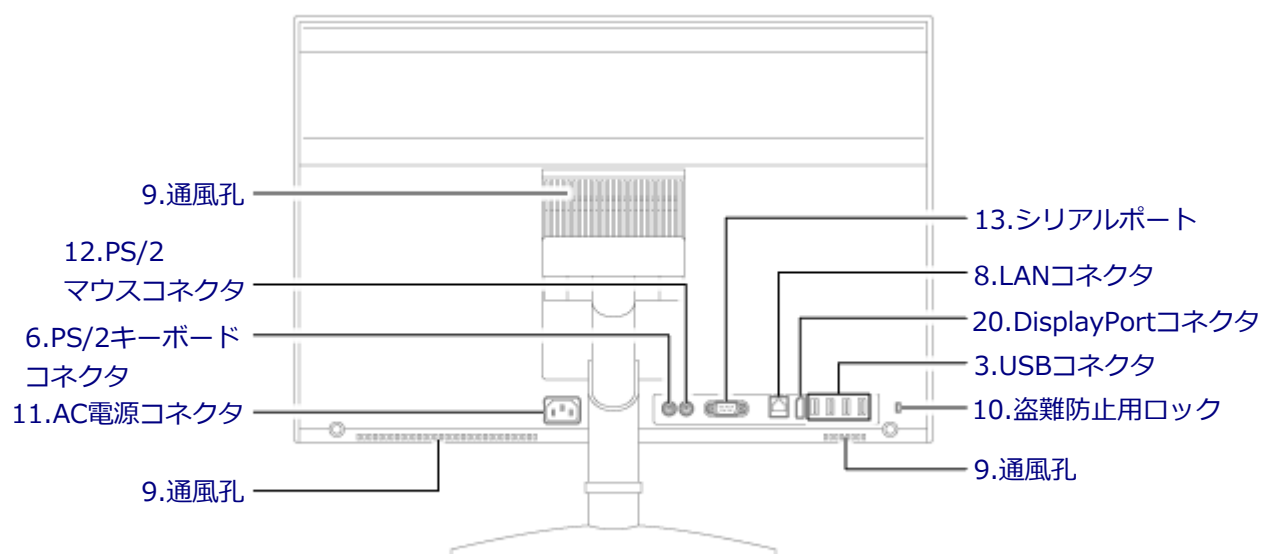 9.通風孔
12.PS/2
マウスコネクタ
6.PS/2キーボード
コネクタ
11.AC電源コネクタ
9.通風孔
13.シリアルポート
8.LANコネクタ
20.DisplayPortコネクタ
3.USBコネクタ
10.盗難防止用ロック
9.通風孔